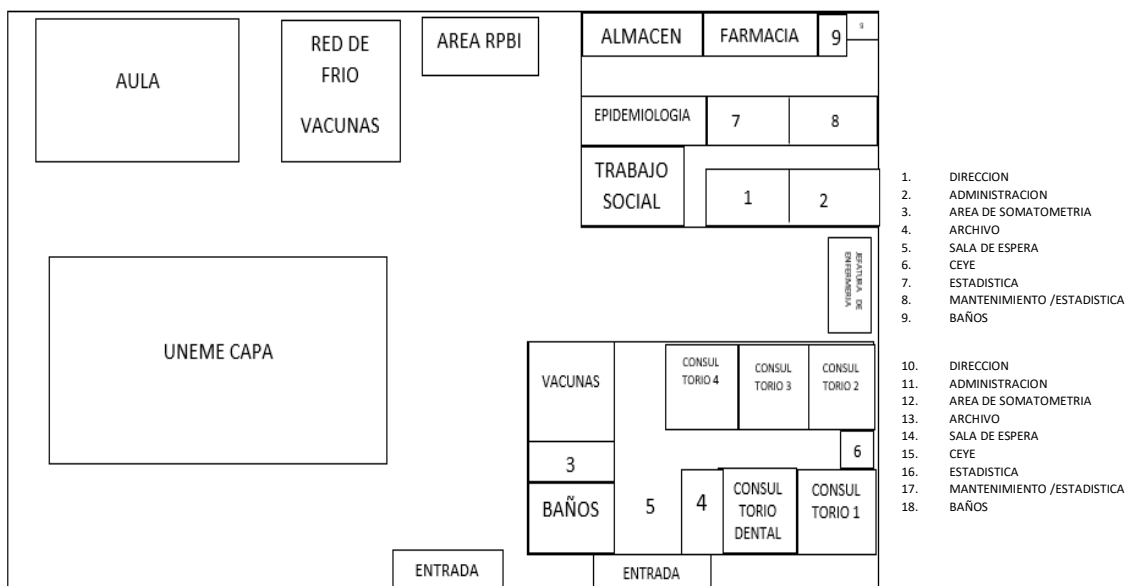 AULA
RED DE
FRIO
VACUNAS
AREA RPBI
ALMACEN
FARMACIA
9
9
EPIDEMIOLOGIA
7
8
TRABAJO
SOCIAL
1
2
JEFATURA DE
ENFERMERIA
UNEME CAPA
VACUNAS
CONSUL
TORIO 4
CONSUL
TORIO 3
CONSUL
TORIO 2
3
6
BAÑOS
5
4
CONSUL
TORIO
DENTAL
CONSUL
TORIO 1
ENTRADA
ENTRADA
1. DIRECCION
2. ADMINISTRACION
3. AREA DE SOMATOMETRIA
4. ARCHIVO
5. SALA DE ESPERA
6. CEYE
7. ESTADISTICA
8. MANTENIMIENTO /ESTADISTICA
9. BAÑOS
10. DIRECCION
11. ADMINISTRACION
12. AREA DE SOMATOMETRIA
13. ARCHIVO
14. SALA DE ESPERA
15. CEYE
16. ESTADISTICA
17. MANTENIMIENTO /ESTADISTICA
18. BAÑOS